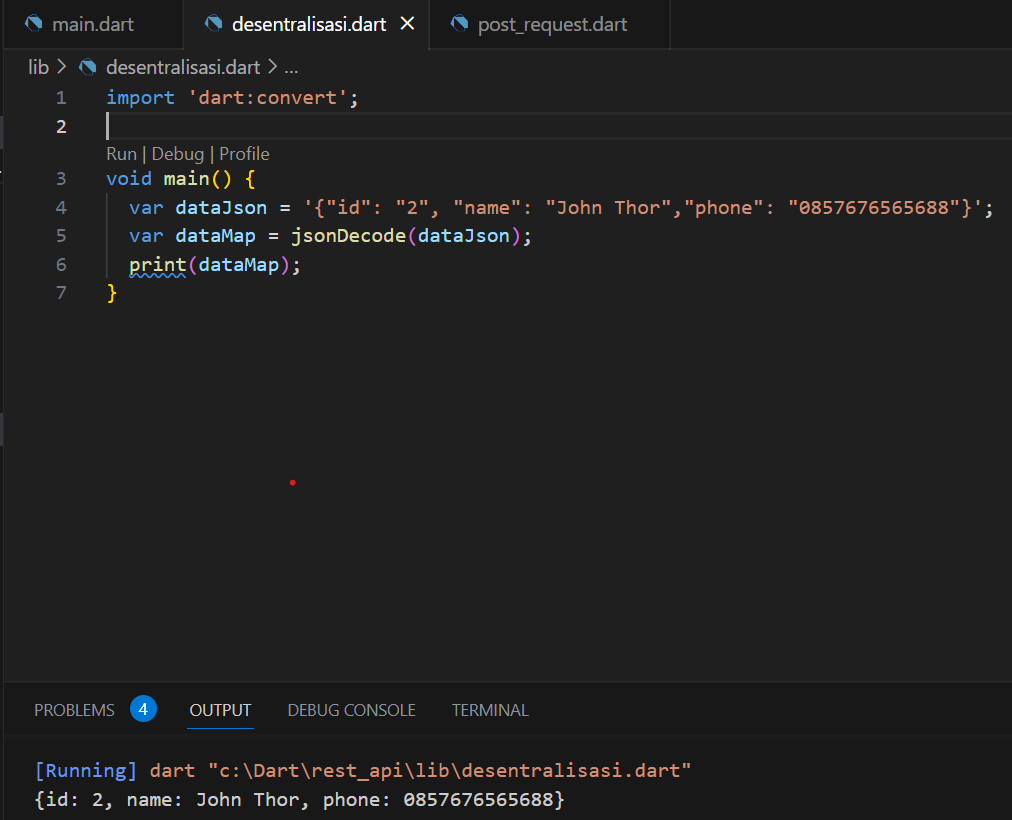 main.dart desentralisasi.dart × post_request.dart
lib > desentralisasi.dart > ...
1 import 'dart:convert';
2
Run | Debug | Profile
3 void main() {
4 var dataJson = '{"id": "2", "name": "John Thor","phone": "0857676565688"}';
5 var dataMap = jsonDecode(dataJson);
6 print(dataMap);
7 }
PROBLEMS 4 OUTPUT DEBUG CONSOLE TERMINAL
[Running] dart "c:\Dart\rest_api\lib\desentralisasi.dart"
{id: 2, name: John Thor, phone: 0857676565688}